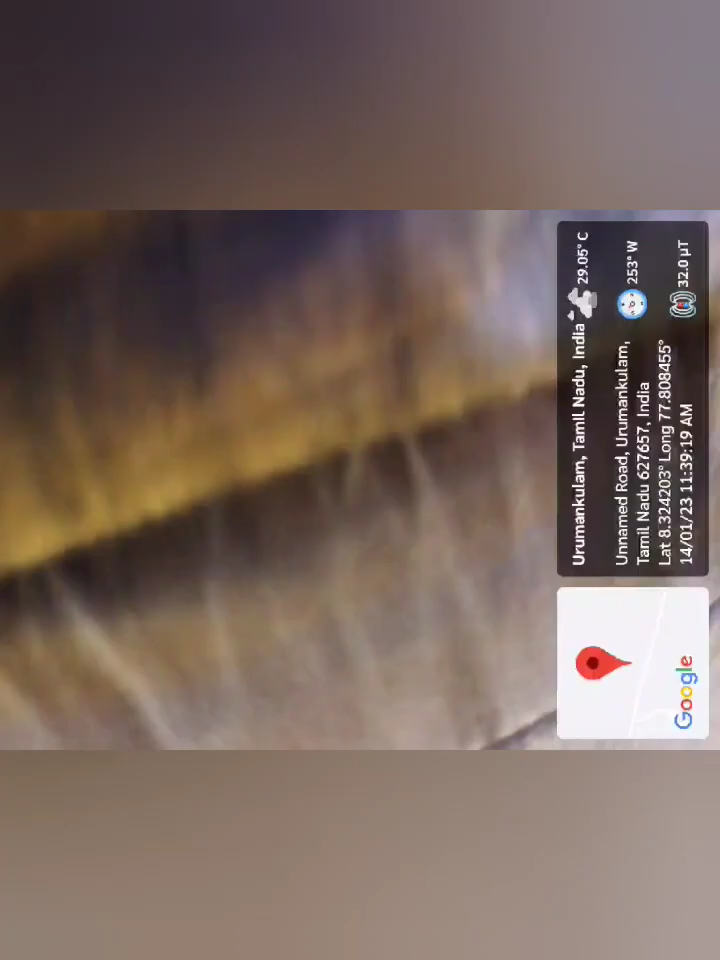 Urumankulam, Tamil Nadu, India
29.05° C
Unnamed Road, Urumankulam,
Tamil Nadu 627657, India
Lat 8.324203° Long 77.808455°
14/01/23 11:39:19 AM
253° W
32.0 µT
Google